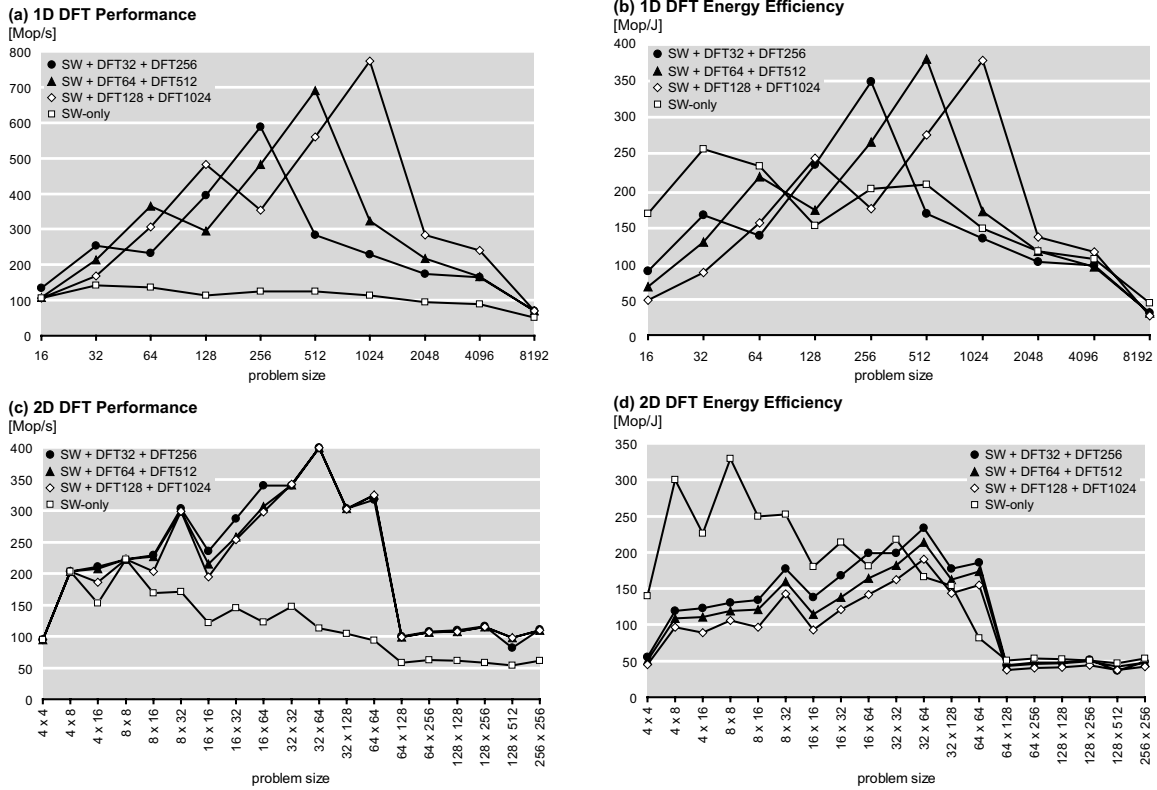 (a) 1D DFT Performance
[Mop/s]
800
700
600
500
400
300
200
100
0
SW + DFT32 + DFT256
SW + DFT64 + DFT512
SW + DFT128 + DFT1024
SW-only
16 32 64 128 256 512 1024 2048 4096 8192
problem size
(b) 1D DFT Energy Efficiency
[Mop/J]
400
350
300
250
200
150
100
50
0
SW + DFT32 + DFT256
SW + DFT64 + DFT512
SW + DFT128 + DFT1024
SW-only
16 32 64 128 256 512 1024 2048 4096 8192
problem size
(c) 2D DFT Performance
[Mop/s]
400
350
300
250
200
150
100
50
0
SW + DFT32 + DFT256
SW + DFT64 + DFT512
SW + DFT128 + DFT1024
SW-only
4 x 4
4 x 8
4 x 16
8 x 8
8 x 16
8 x 32
16 x 16
16 x 32
16 x 64
32 x 32
32 x 64
32 x 128
64 x 64
64 x 128
64 x 256
128 x 128
128 x 256
128 x 512
256 x 256
problem size
(d) 2D DFT Energy Efficiency
[Mop/J]
350
300
250
200
150
100
50
0
SW + DFT32 + DFT256
SW + DFT64 + DFT512
SW + DFT128 + DFT1024
SW-only
4 x 4
4 x 8
4 x 16
8 x 8
8 x 16
8 x 32
16 x 16
16 x 32
16 x 64
32 x 32
32 x 64
32 x 128
64 x 64
64 x 128
64 x 256
128 x 128
128 x 256
128 x 512
256 x 256
problem size